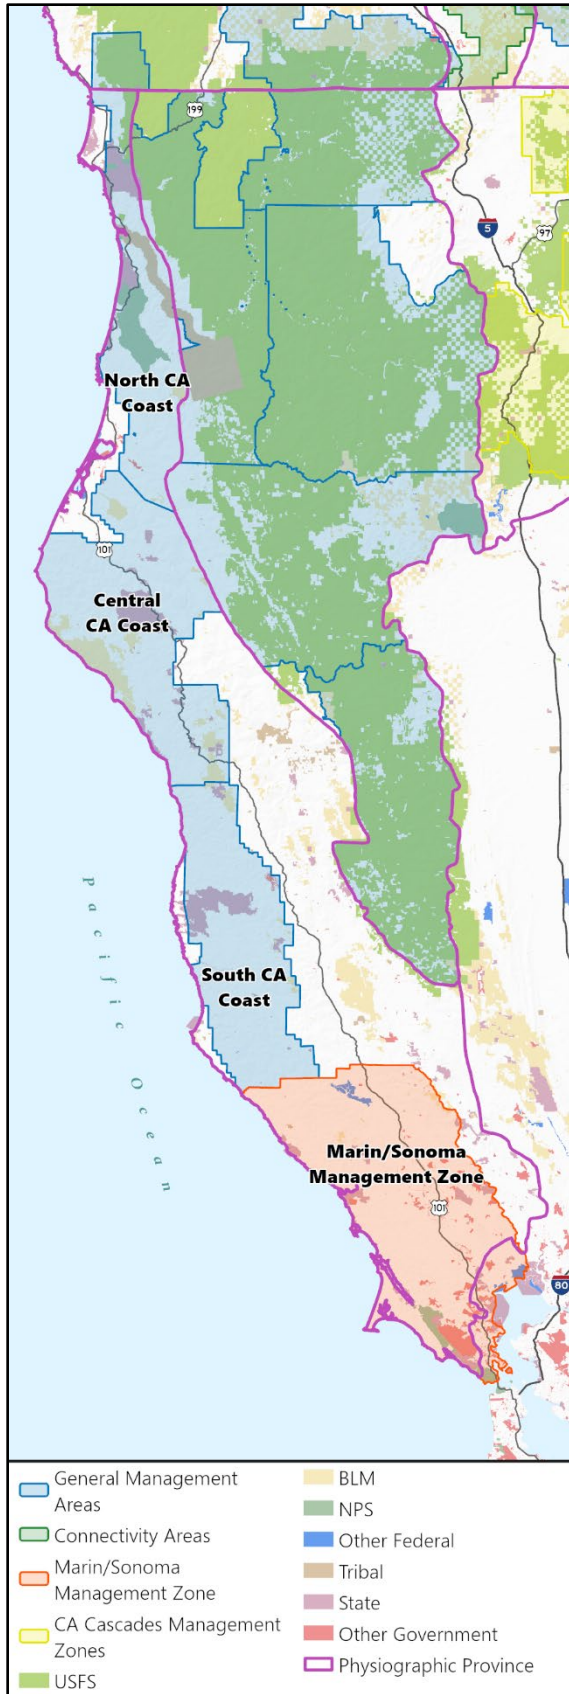 199
5
97
North CA
Coast
101
Central
CA Coast
South CA
Coast
Pacific Ocean
Marin/Sonoma
Management Zone
101
80
General Management
Areas
Connectivity Areas
Marin/Sonoma
Management Zone
CA Cascades Management
Zones
USFS
BLM
NPS
Other Federal
Tribal
State
Other Government
Physiographic Province